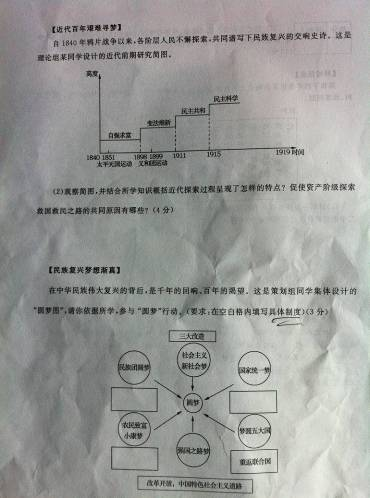 【近代百年艰难寻梦】
自1840年鸦片战争以来,各阶层人民不懈探索,共同谱写下民族复兴的交响史诗。这是
理论组某同学设计的近代前期研究简图。
高度
民主科学
民主共和
变法维新
自强求富
1840 1851 1898 1899 1911 1915 1919 时间
太平天国运动 义和团运动
(2)观察简图,并结合所学知识概括近代探索过程呈现了怎样的特点?促使资产阶级探索
救国救民之路的共同原因有哪些?(4分)
【民族复兴梦想渐真】
在中华民族伟大复兴的背后,是千年的回响,百年的渴望。这是策划组同学集体设计的
“圆梦图”,请你依据所学,参与“圆梦”行动。(要求:在空白格内填写具体制度)(3分)
三大改造
民族团圆梦
社会主义
新社会梦
国家统一梦
圆梦
农民致富
小康梦
强国之路梦
梦圆五大国
重返联合国
改革开放,中国特色社会主义道路